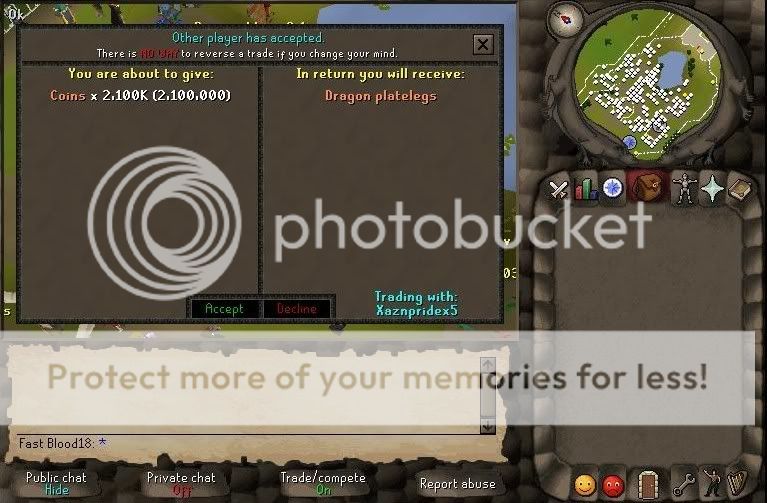 Ok
Other player has accepted.
There is NO WAY to reverse a trade if you change your mind.
You are about to give:
In return you will receive:
Coins x 2,100K (2,100,000)
Dragon platelegs
photobucket
Accept
Decline
Trading with:
Xaznpridex5
Protect more of your memories for less!
Fast Blood18: *
Public chat
Hide
Private chat
Off
Trade/compete
On
Report abuse